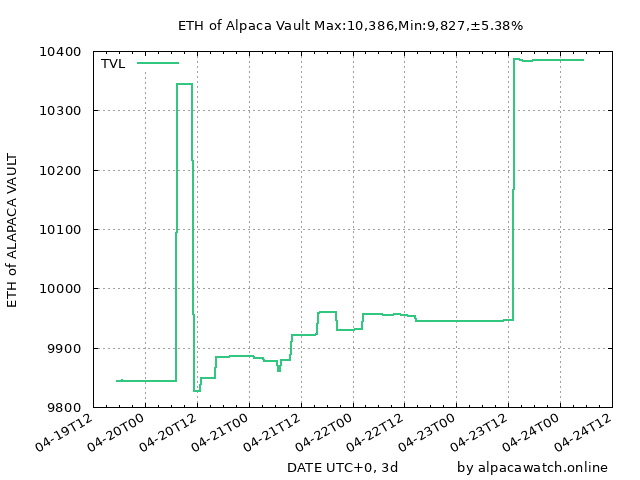 ETH of Alpaca Vault Max:10,386,Min:9,827,±5.38%
TVL
ETH of ALAPACA VAULT
10400
10300
10200
10100
10000
9900
9800
04-19T12
04-20T00
04-20T12
04-21T00
04-21T12
04-22T00
04-22T12
04-23T00
04-23T12
04-24T00
04-24T12
DATE UTC+0, 3d
by alpacawatch.online